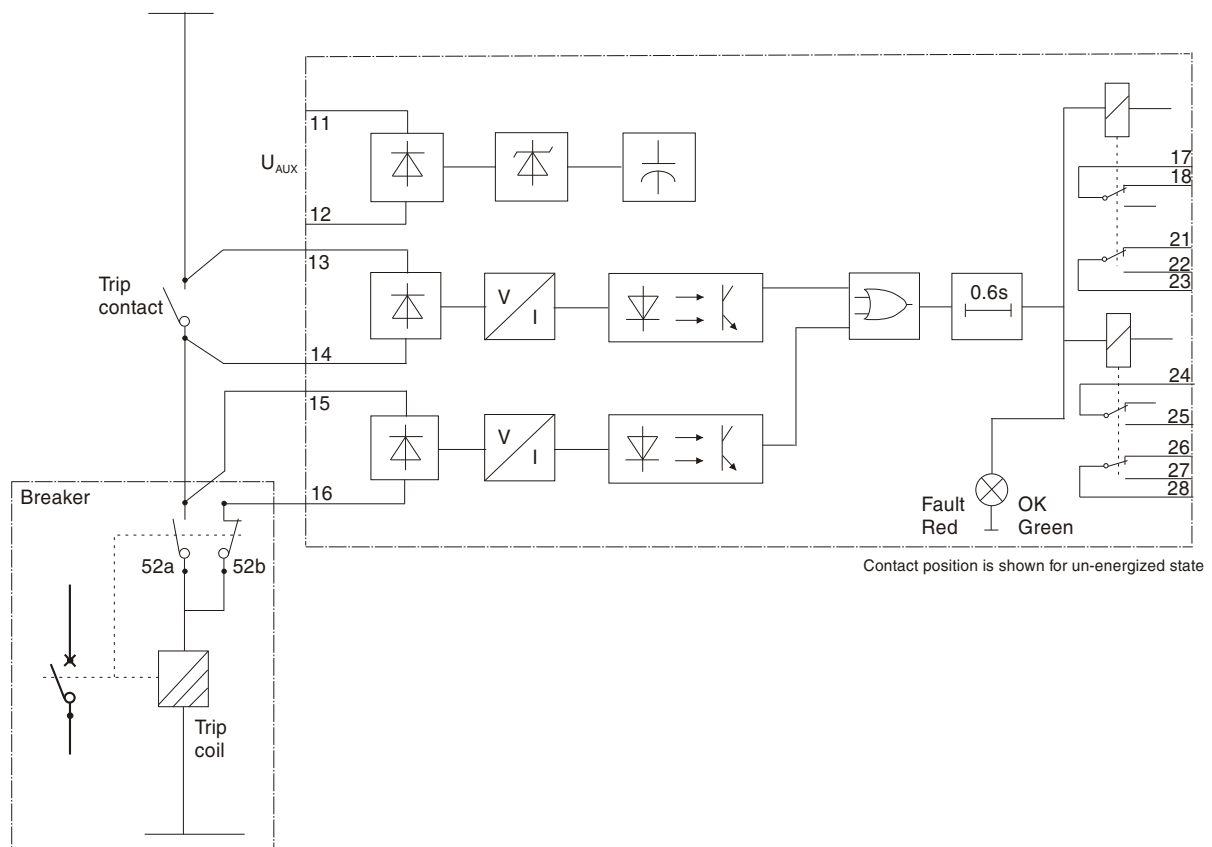 11
U_AUX
12
13
Trip
contact
14
15
16
V
I
V
I
0.6s
17
18
21
22
23
24
25
26
27
28
Fault
Red
OK
Green
Contact position is shown for un-energized state
Breaker
52a
52b
Trip
coil